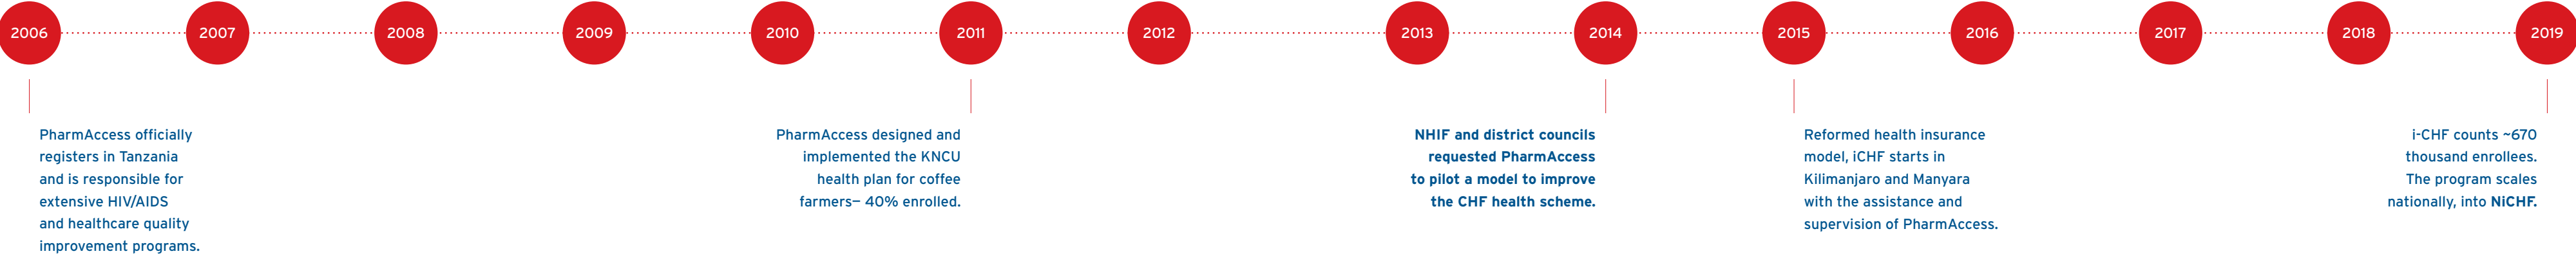 2006
2007
2008
2009
2010
2011
2012
2013
2014
2015
2016
2017
2018
2019
PharmAccess officially
registers in Tanzania
and is responsible for
extensive HIV/AIDS
and healthcare quality
improvement programs.
PharmAccess designed and
implemented the KNCU
health plan for coffee
farmers— 40% enrolled.
NHIF and district councils
requested PharmAccess
to pilot a model to improve
the CHF health scheme.
Reformed health insurance
model, iCHF starts in
Kilimanjaro and Manyara
with the assistance and
supervision of PharmAccess.
i-CHF counts ~670
thousand enrollees.
The program scales
nationally, into NiCHF.